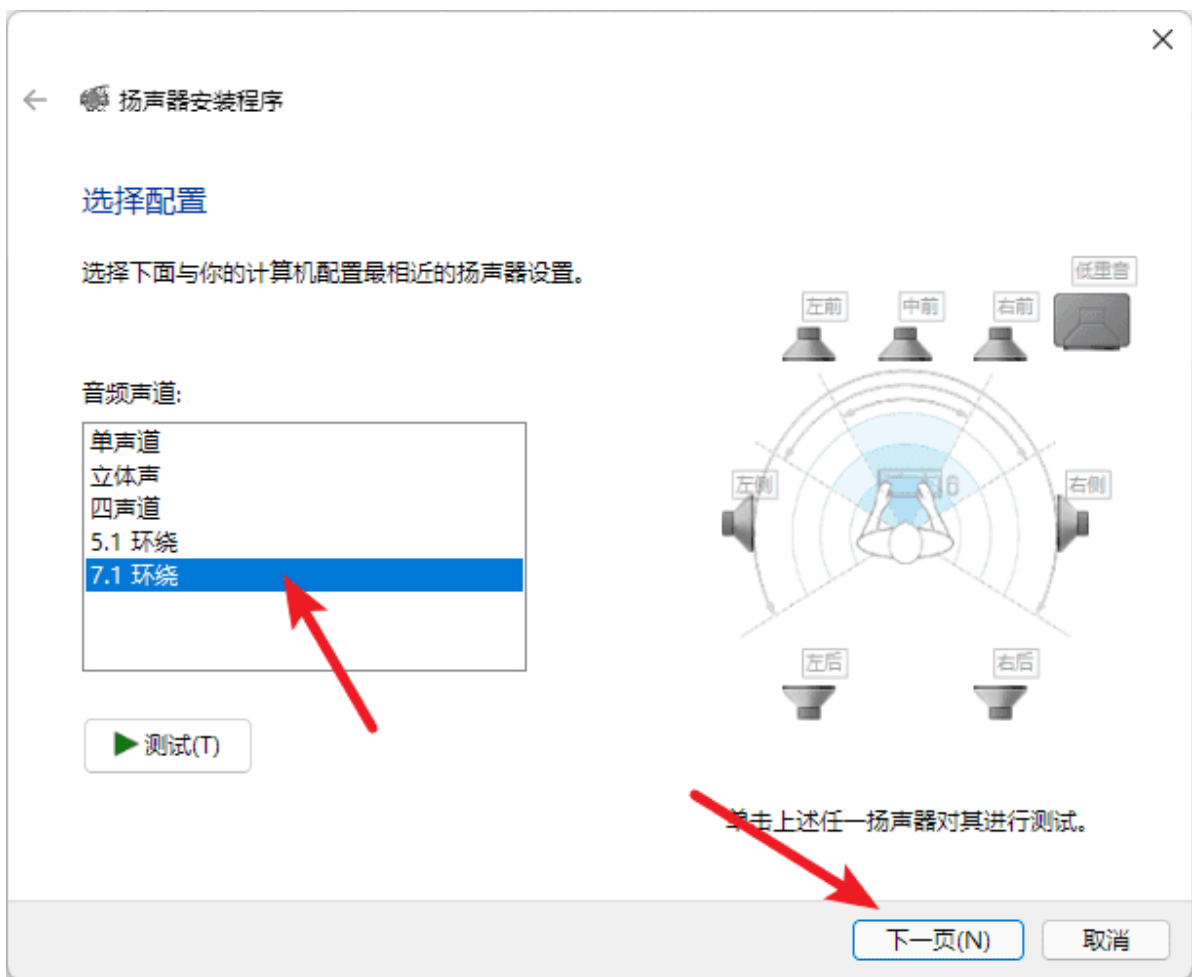 扬声器安装程序
选择配置
选择下面与你的计算机配置最相近的扬声器设置。
音频声道:
单声道
立体声
四声道
5.1 环绕
7.1 环绕
测试(T)
低重音
左前
中前
右前
左侧
右侧
左后
右后
单击上述任一扬声器对其进行测试。
下一页(N)
取消